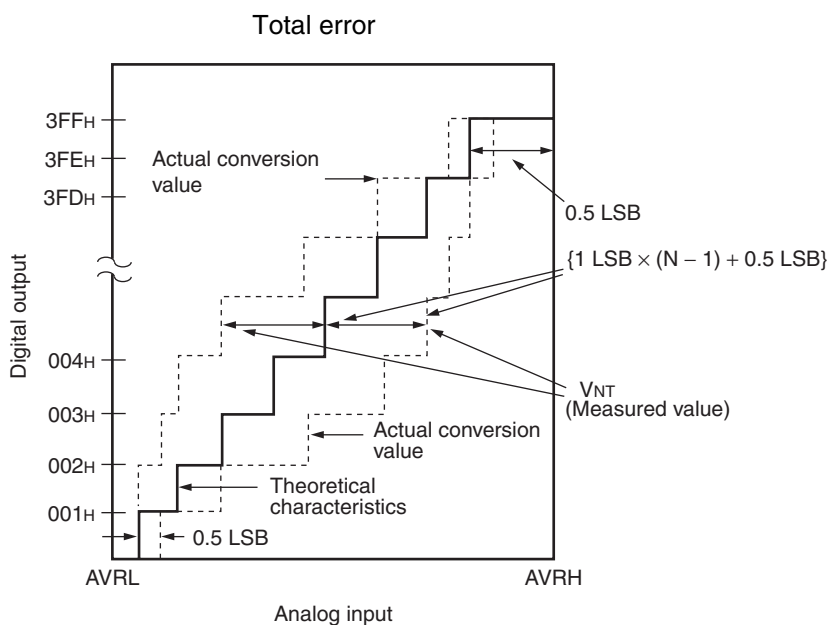 Total error
3FFH
3FEH
3FDH
004H
003H
002H
001H
Digital output
Actual conversion
value
0.5 LSB
{1 LSB × (N − 1) + 0.5 LSB}
VNT
(Measured value)
Actual conversion
value
Theoretical
characteristics
0.5 LSB
AVRL
AVRH
Analog input